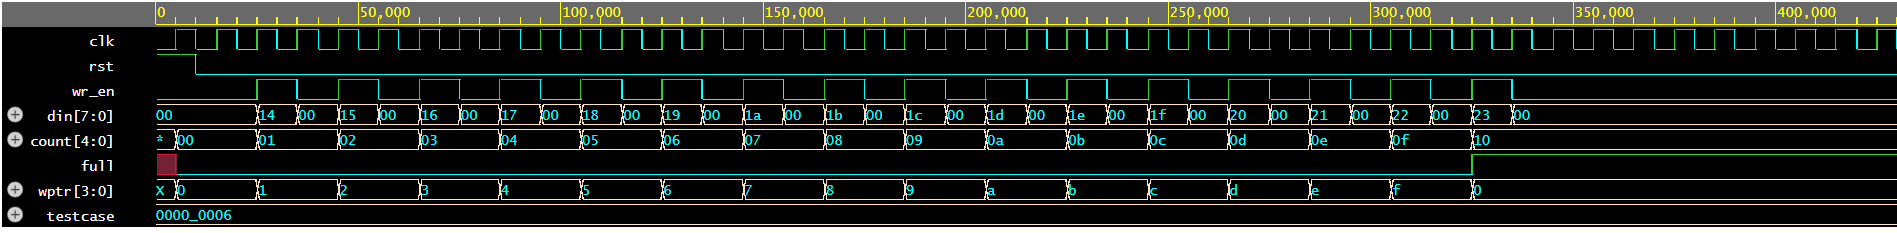 0 50,000 100,000 150,000 200,000 250,000 300,000 350,000 400,000
clk
rst
wr_en
din[7:0] 00 14 00 15 00 16 00 17 00 18 00 19 00 1a 00 1b 00 1c 00 1d 00 1e 00 1f 00 20 00 21 00 22 00 23 00
count[4:0] * 00 01 02 03 04 05 06 07 08 09 0a 0b 0c 0d 0e 0f 10
full
wptr[3:0] X 0 1 2 3 4 5 6 7 8 9 a b c d e f 0
testcase 0000_0006